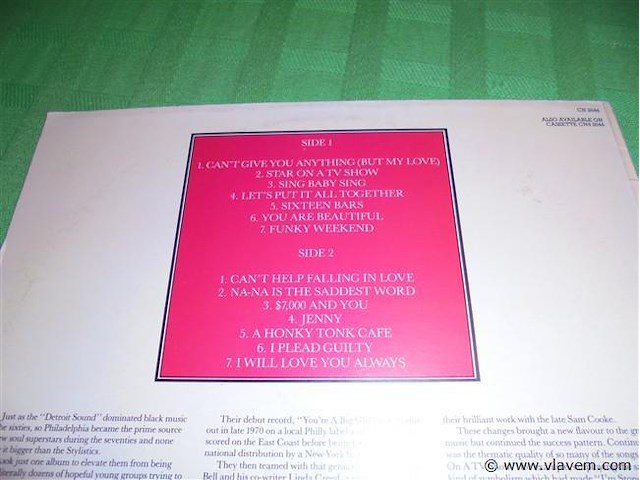 CN 2044
ALSO AVAILABLE ON
CASSETTE CN4 2044
SIDE 1
1. CAN'T GIVE YOU ANYTHING (BUT MY LOVE)
2. STAR ON A TV SHOW
3. SING BABY SING
4. LET'S PUT IT ALL TOGETHER
5. SIXTEEN BARS
6. YOU ARE BEAUTIFUL
7. FUNKY WEEKEND
SIDE 2
1. CAN'T HELP FALLING IN LOVE
2. NA-NA IS THE SADDEST WORD
3. $7,000 AND YOU
4. JENNY
5. A HONKY TONK CAFE
6. I PLEAD GUILTY
7. I WILL LOVE YOU ALWAYS
Just as the "Detroit Sound" dominated black music
he sixties, so Philadelphia became the prime source
ew soul superstars during the seventies and none
e it bigger than the Stylistics.
ook just one album to elevate them from being
literally dozens of hopeful young groups trying to
Their debut record, "You're A Big
out in late 1970 on a local Philly label
scored on the East Coast before being
national distribution by a New York
They then teamed with that
Bell and his co-writer Linda Creed
their brilliant work with the late Sam Cooke.
These changes brought a new flavour to the
music but continued the success pattern.
was the thematic quality so many of the songs
On A TV
kind of symbolism which had made "I'm
© www.vlavem.com